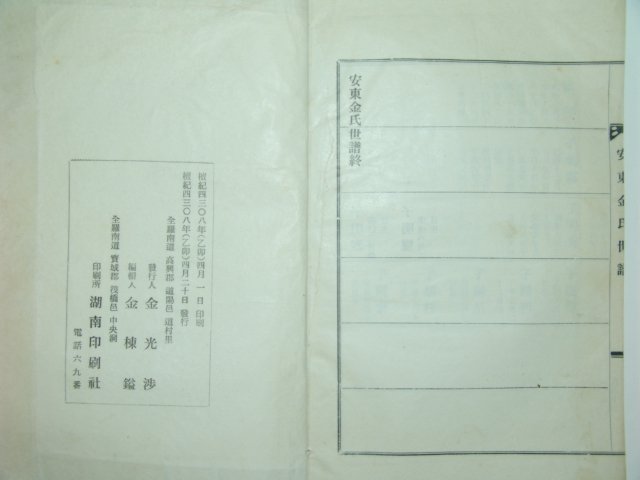 安東金氏世譜
安東金氏世譜終
檀紀四三〇八年(乙卯)四月 一 日 印刷
檀紀四三〇八年(乙卯)四月二十日 發行
全羅南道 高興郡 道陽邑 道村里
發行人 金光涉
編輯人 金棟鎰
全羅南道 寶城郡 筏橋邑 中央洞
印刷所 湖南印刷社
電話六九番